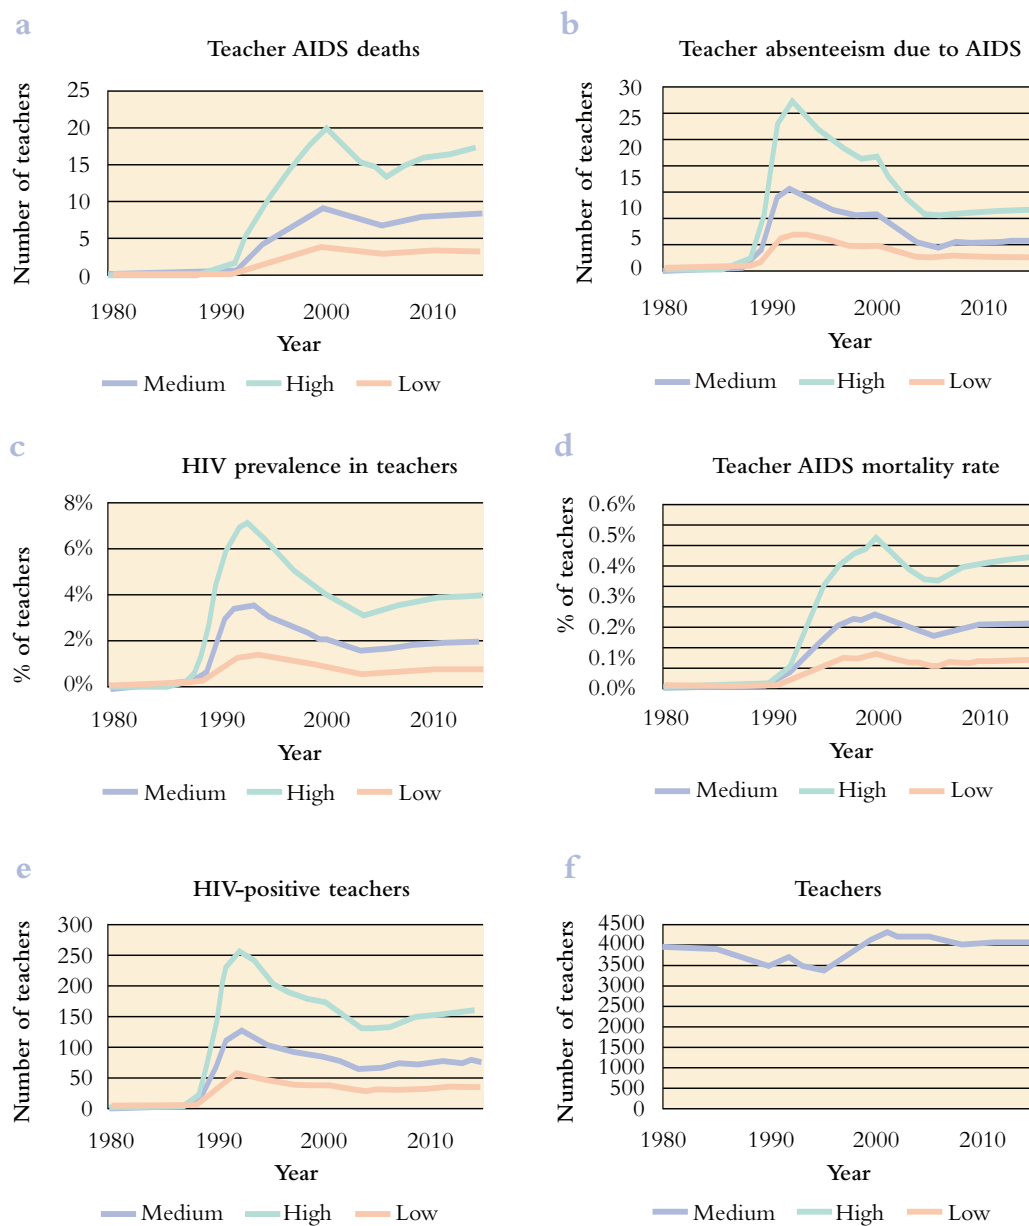 a
Teacher AIDS deaths
Number of teachers
25
20
15
10
5
0
1980 1990 2000 2010
Year
Medium High Low
b
Teacher absenteeism due to AIDS
Number of teachers
30
25
20
15
10
5
0
1980 1990 2000 2010
Year
Medium High Low
c
HIV prevalence in teachers
% of teachers
8%
6%
4%
2%
0%
1980 1990 2000 2010
Year
Medium High Low
d
Teacher AIDS mortality rate
% of teachers
0.6%
0.5%
0.4%
0.3%
0.2%
0.1%
0.0%
1980 1990 2000 2010
Year
Medium High Low
e
HIV-positive teachers
Number of teachers
300
250
200
150
100
50
0
1980 1990 2000 2010
Year
Medium High Low
f
Teachers
Number of teachers
4500
4000
3500
3000
2500
2000
1500
1000
500
0
1980 1990 2000 2010
Year
Medium High Low